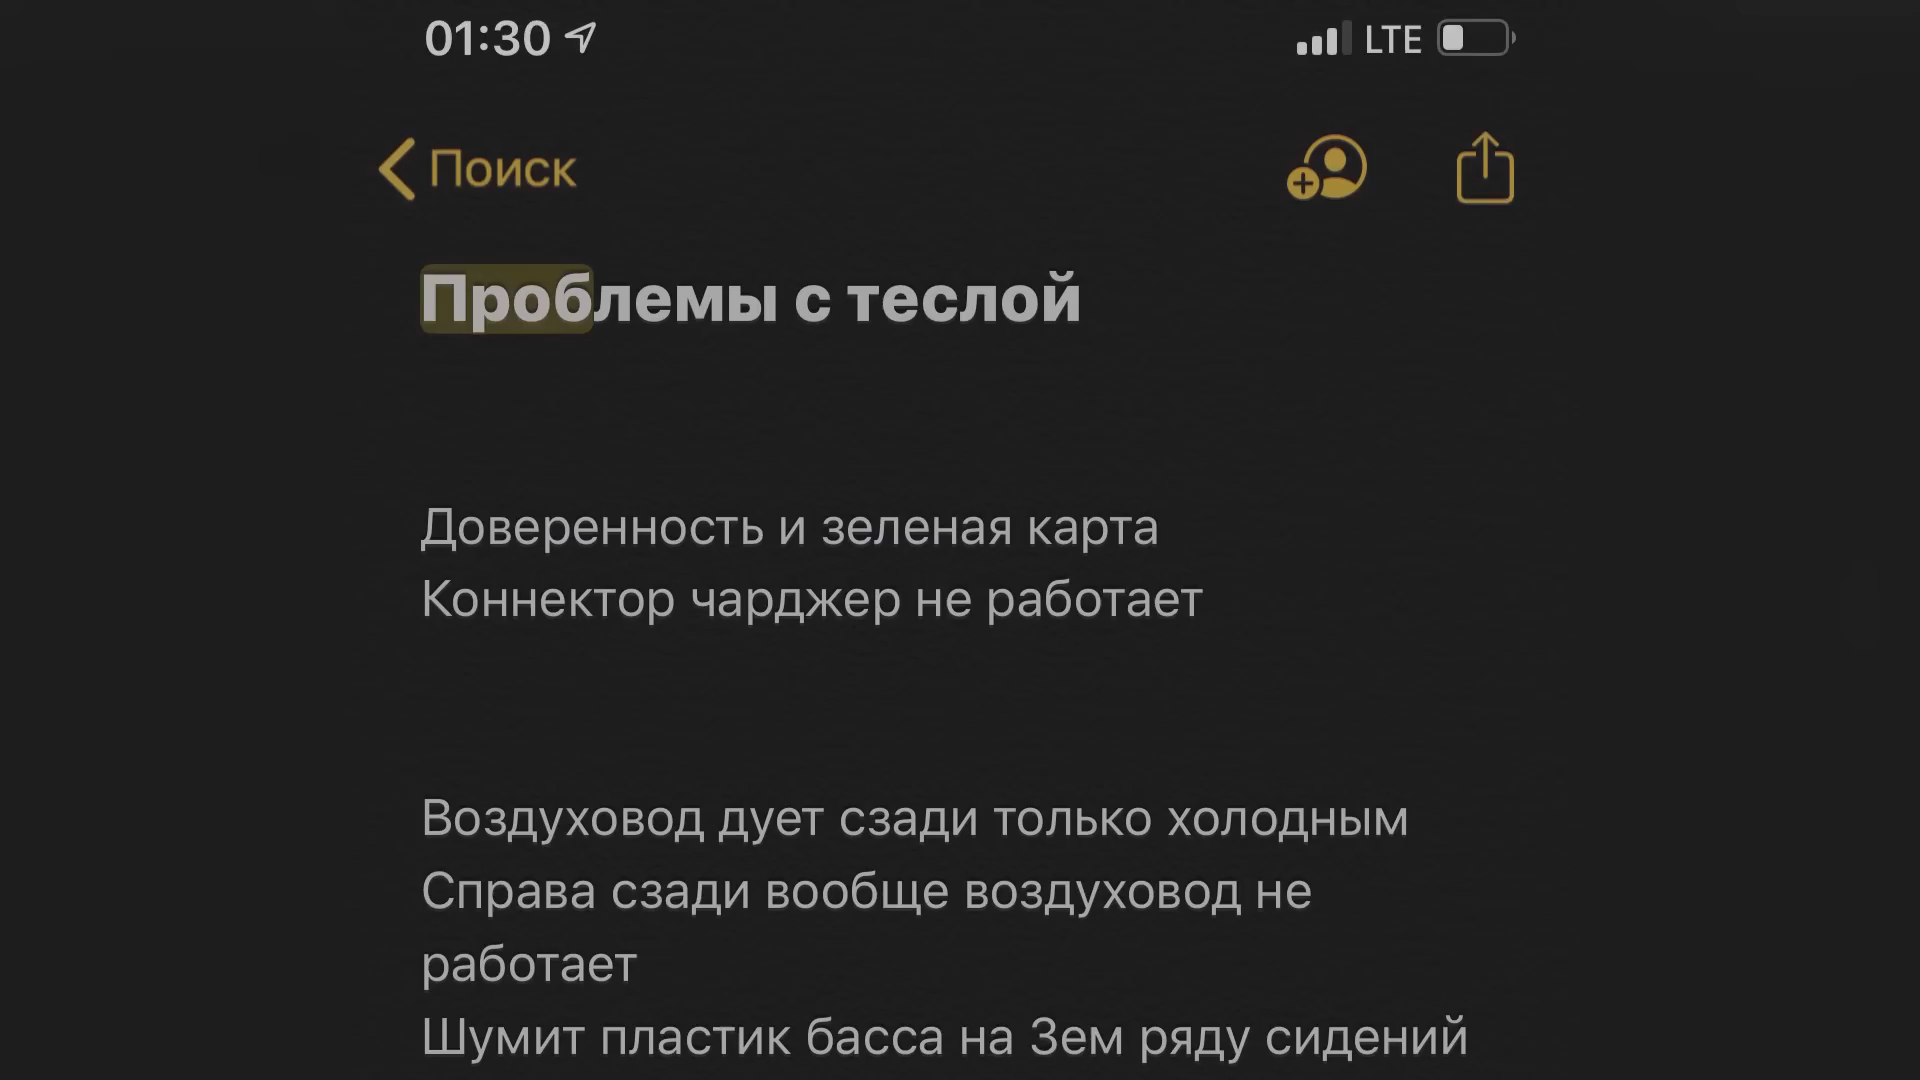 01:30 LTE
Поиск
Проблемы с теслой
Доверенность и зеленая карта
Коннектор чарджер не работает
Воздуховод дует сзади только холодным
Справа сзади вообще воздуховод не
работает
Шумит пластик басса на 3ем ряду сидений